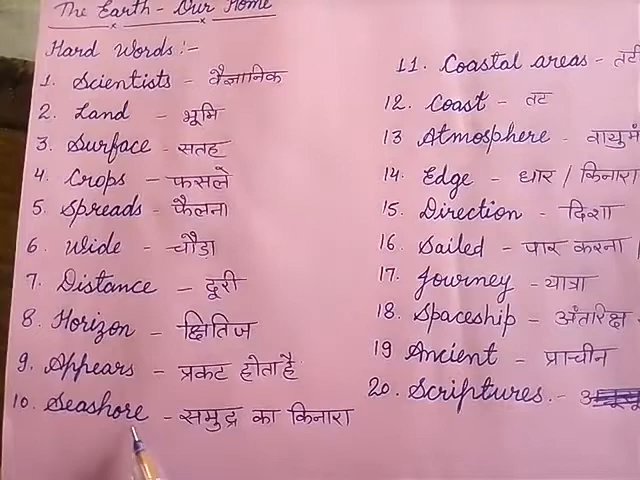 The Earth - Our Home
Hard Words :-
1. Scientists - वैज्ञानिक
2. Land - भूमि
3. Surface - सतह
4. Crops - फसलें
5. Spreads - फैलना
6. Wide - चौड़ा
7. Distance - दूरी
8. Horizon - क्षितिज
9. Appears - प्रकट होता है
10. Seashore - समुद्र का किनारा
11. Coastal areas -
12. Coast - तट
13 Atmosphere -
14. Edge - धार / किनारा
15. Direction - दिशा
16. Sailed - पार करना /
17. Journey - यात्रा
18. Spaceship - अंतरिक्ष
19 Ancient - प्राचीन
20. Scriptures. -